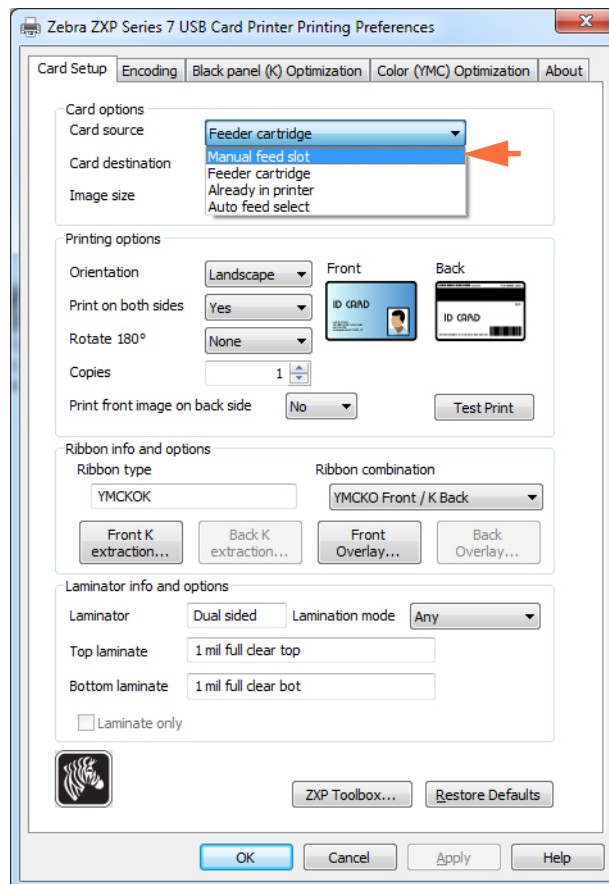 Zebra ZXP Series 7 USB Card Printer Printing Preferences
Card Setup Encoding Black panel (K) Optimization Color (YMC) Optimization About
Card options
Card source Feeder cartridge
Manual feed slot
Card destination Feeder cartridge
Already in printer
Image size Auto feed select
Printing options
Orientation Landscape Front Back
Print on both sides Yes
ID CARD ID CARD
Rotate 180° None
Copies 1
Print front image on back side No Test Print
Ribbon info and options
Ribbon type Ribbon combination
YMCKOK YMCKO Front / K Back
Front K extraction... Back K extraction... Front Overlay... Back Overlay...
Laminator info and options
Laminator Dual sided Lamination mode Any
Top laminate 1 mil full clear top
Bottom laminate 1 mil full clear bot
Laminate only
ZXP Toolbox... Restore Defaults
OK Cancel Apply Help